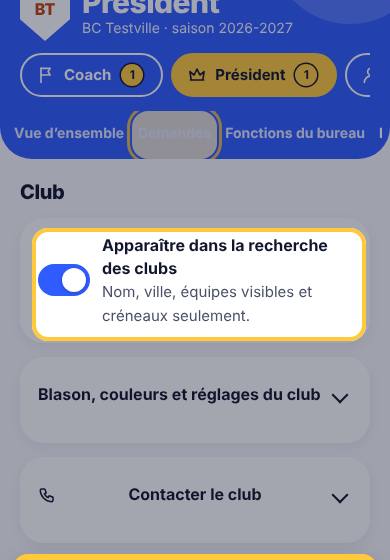 BT
Président
BC Testville · saison 2026-2027
Coach 1
Président 1
Vue d’ensemble Demandes Fonctions du bureau
Club
Apparaître dans la recherche
des clubs
Nom, ville, équipes visibles et
créneaux seulement.
Blason, couleurs et réglages du club
Contacter le club